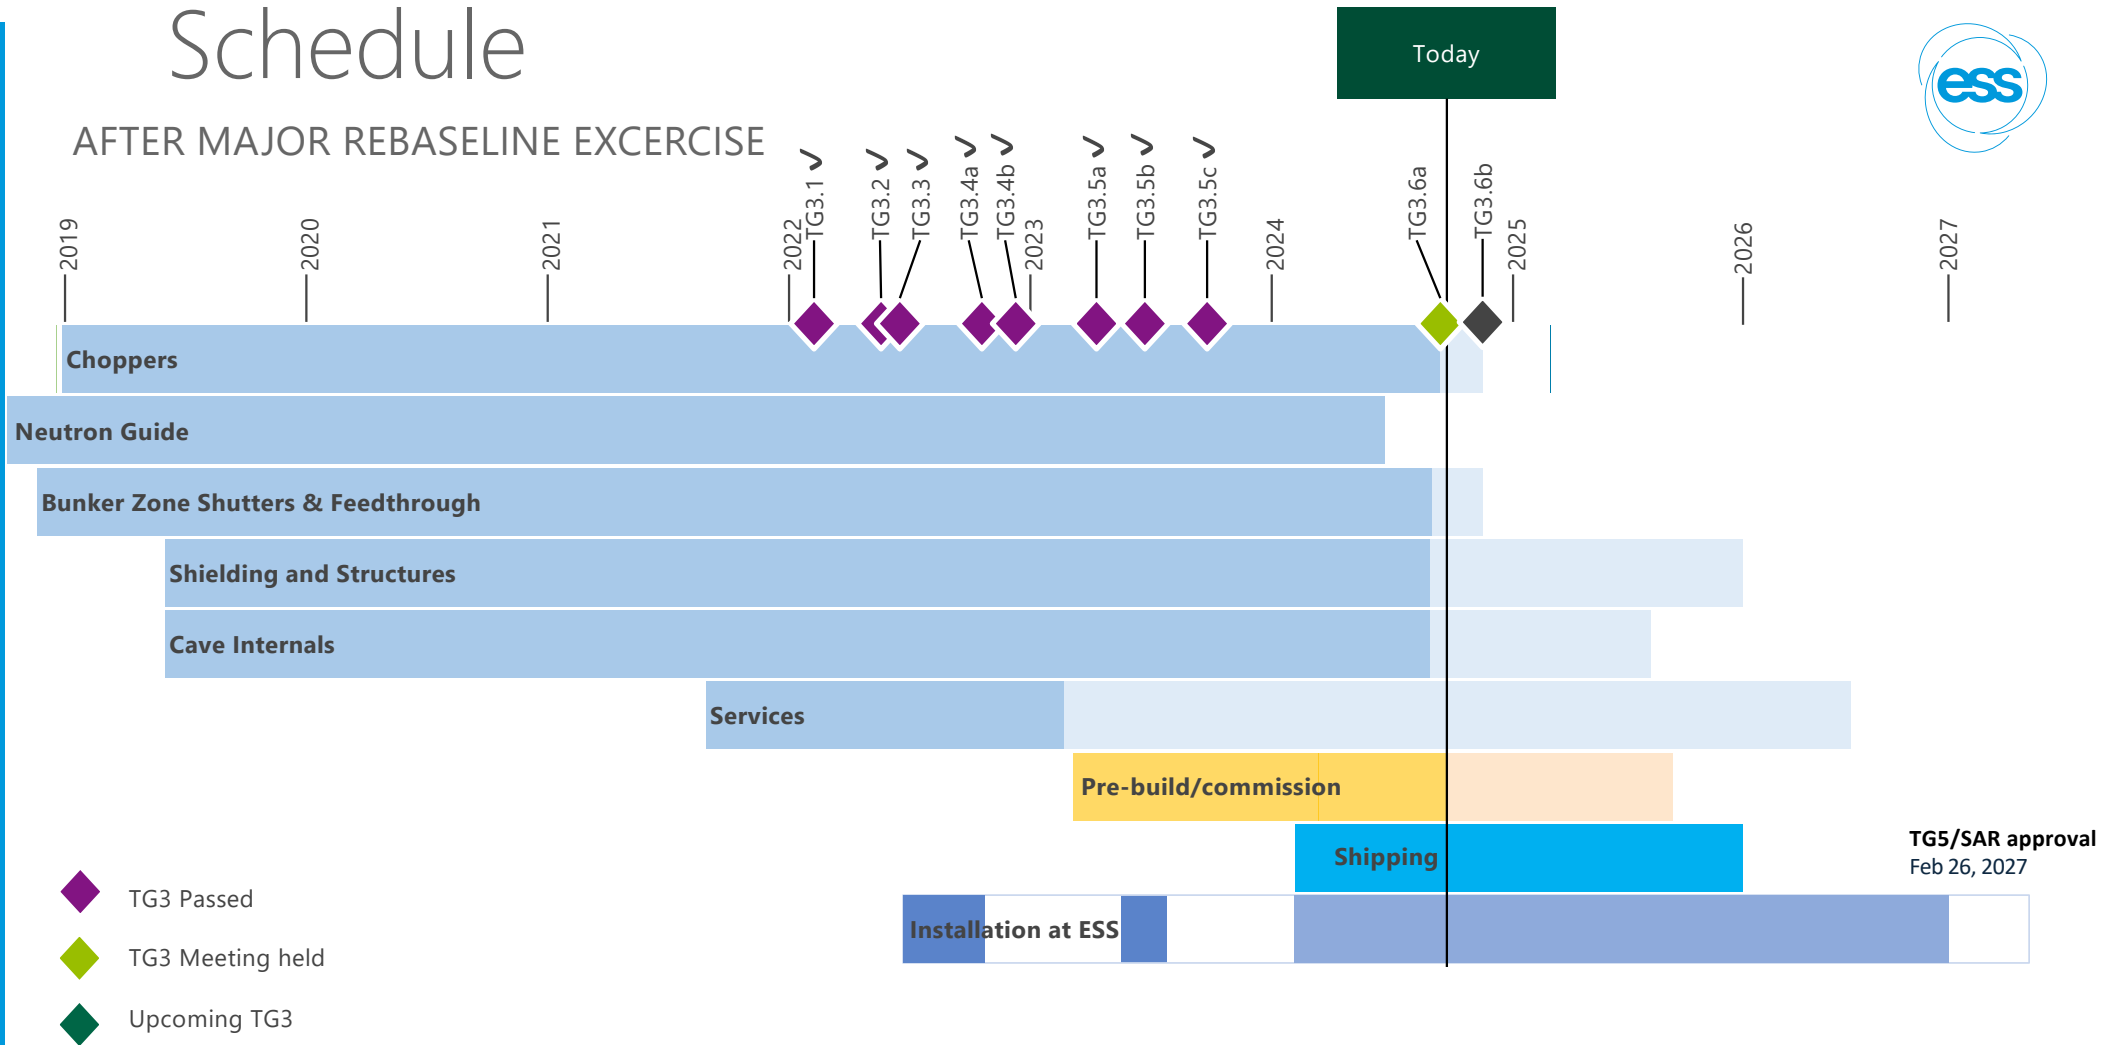 Schedule
Today
ess
AFTER MAJOR REBASELINE EXCERCISE
TG3.1
TG3.2
TG3.3
TG3.4a
TG3.4b
TG3.5a
TG3.5b
TG3.5c
TG3.6a
TG3.6b
2019
2020
2021
2022
2023
2024
2025
2026
2027
Choppers
Neutron Guide
Bunker Zone Shutters & Feedthrough
Shielding and Structures
Cave Internals
Services
Pre-build/commission
Shipping
TG5/SAR approval
Feb 26, 2027
Installation at ESS
TG3 Passed
TG3 Meeting held
Upcoming TG3